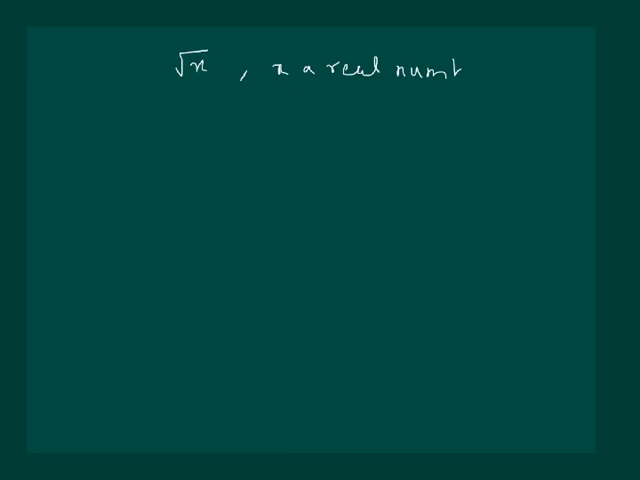 √x , x a real numb